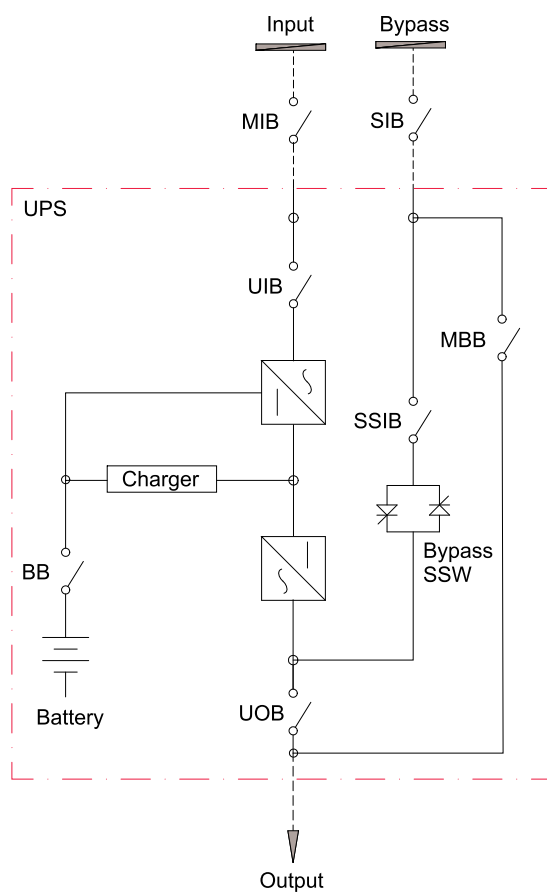 Input
Bypass
MIB
SIB
UPS
UIB
MBB
SSIB
Charger
Bypass
SSW
BB
Battery
UOB
Output